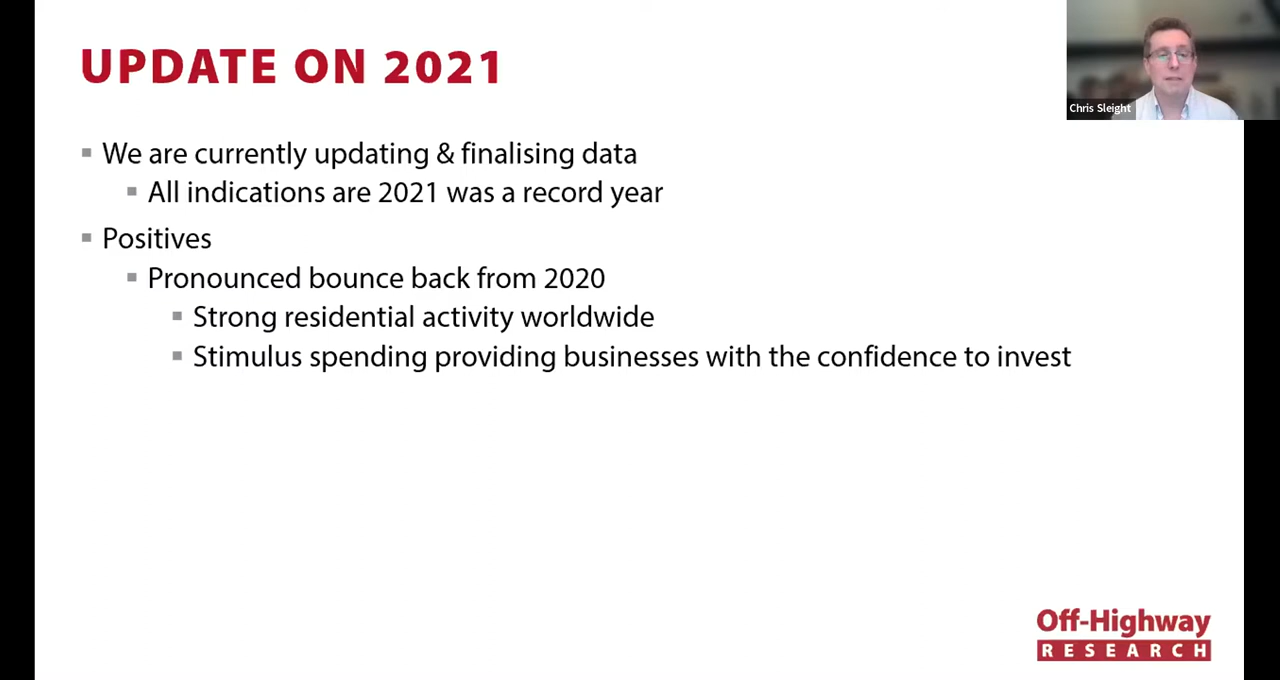 UPDATE ON 2021
Chris Sleight
We are currently updating & finalising data
All indications are 2021 was a record year
Positives
Pronounced bounce back from 2020
Strong residential activity worldwide
Stimulus spending providing businesses with the confidence to invest
Off-Highway
RESEARCH